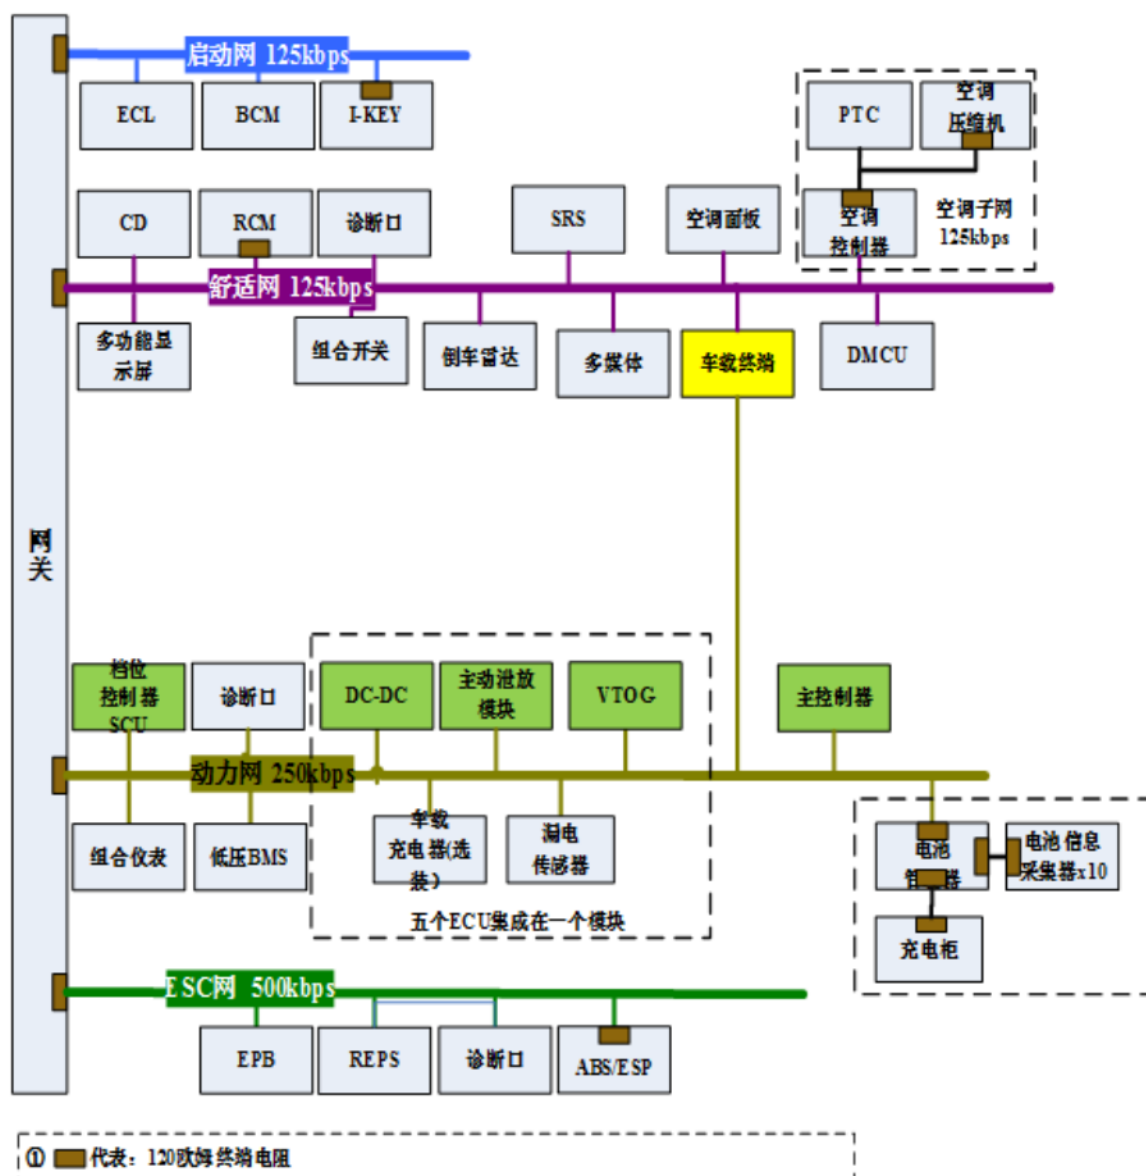 启动网 125kbps
ECL
BCM
I-KEY
PTC
空调
压缩机
CD
RCM
诊断口
SRS
空调面板
空调
控制器
空调子网
125kbps
舒适网 125kbps
多功能显
示屏
组合开关
倒车雷达
多媒体
车载终端
DMCU
网
关
档位
控制器
SCU
诊断口
DC-DC
主动泄放
模块
VTOG
主控制器
动力网 250kbps
组合仪表
低压BMS
车载
充电器(选
装）
漏电
传感器
电池
电池信息
采集器x10
五个ECU集成在一个模块
充电柜
ESC网 500kbps
EPB
REPS
诊断口
ABS/ESP
① 代表：120欧姆终端电阻